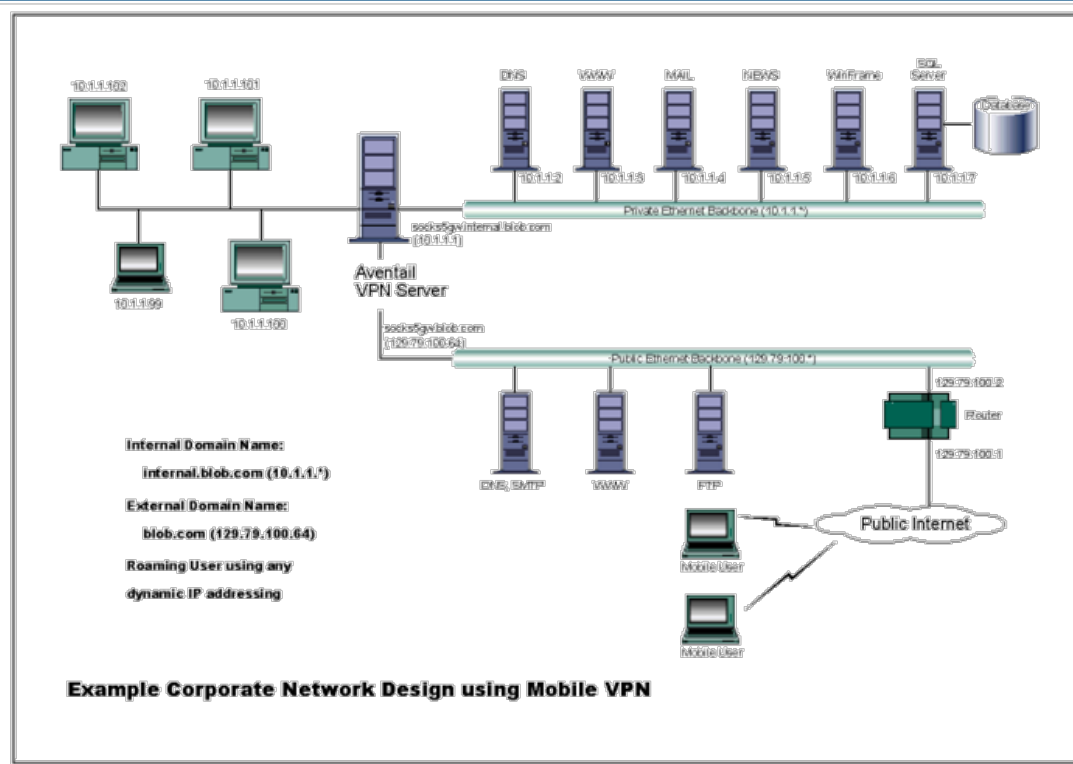 10.1.1.102
10.1.1.101
DNS
WWW
MAIL
NEWS
WinFrame
SQL
Server
Database
10.1.1.2
10.1.1.3
10.1.1.4
10.1.1.5
10.1.1.6
10.1.1.7
Private Ethernet Backbone (10.1.1.*)
socks5gw.internal.blob.com
(10.1.1.1)
10.1.1.99
10.1.1.100
Aventail
VPN Server
socks5gw.blob.com
(129.79.100.64)
Public Ethernet Backbone (129.79.100.*)
129.79.100.2
Router
129.79.100.1
DNS, SMTP
WWW
FTP
Internal Domain Name:
internal.blob.com (10.1.1.*)
External Domain Name:
blob.com (129.79.100.64)
Roaming User using any
dynamic IP addressing
Public Internet
Mobile User
Mobile User
Example Corporate Network Design using Mobile VPN